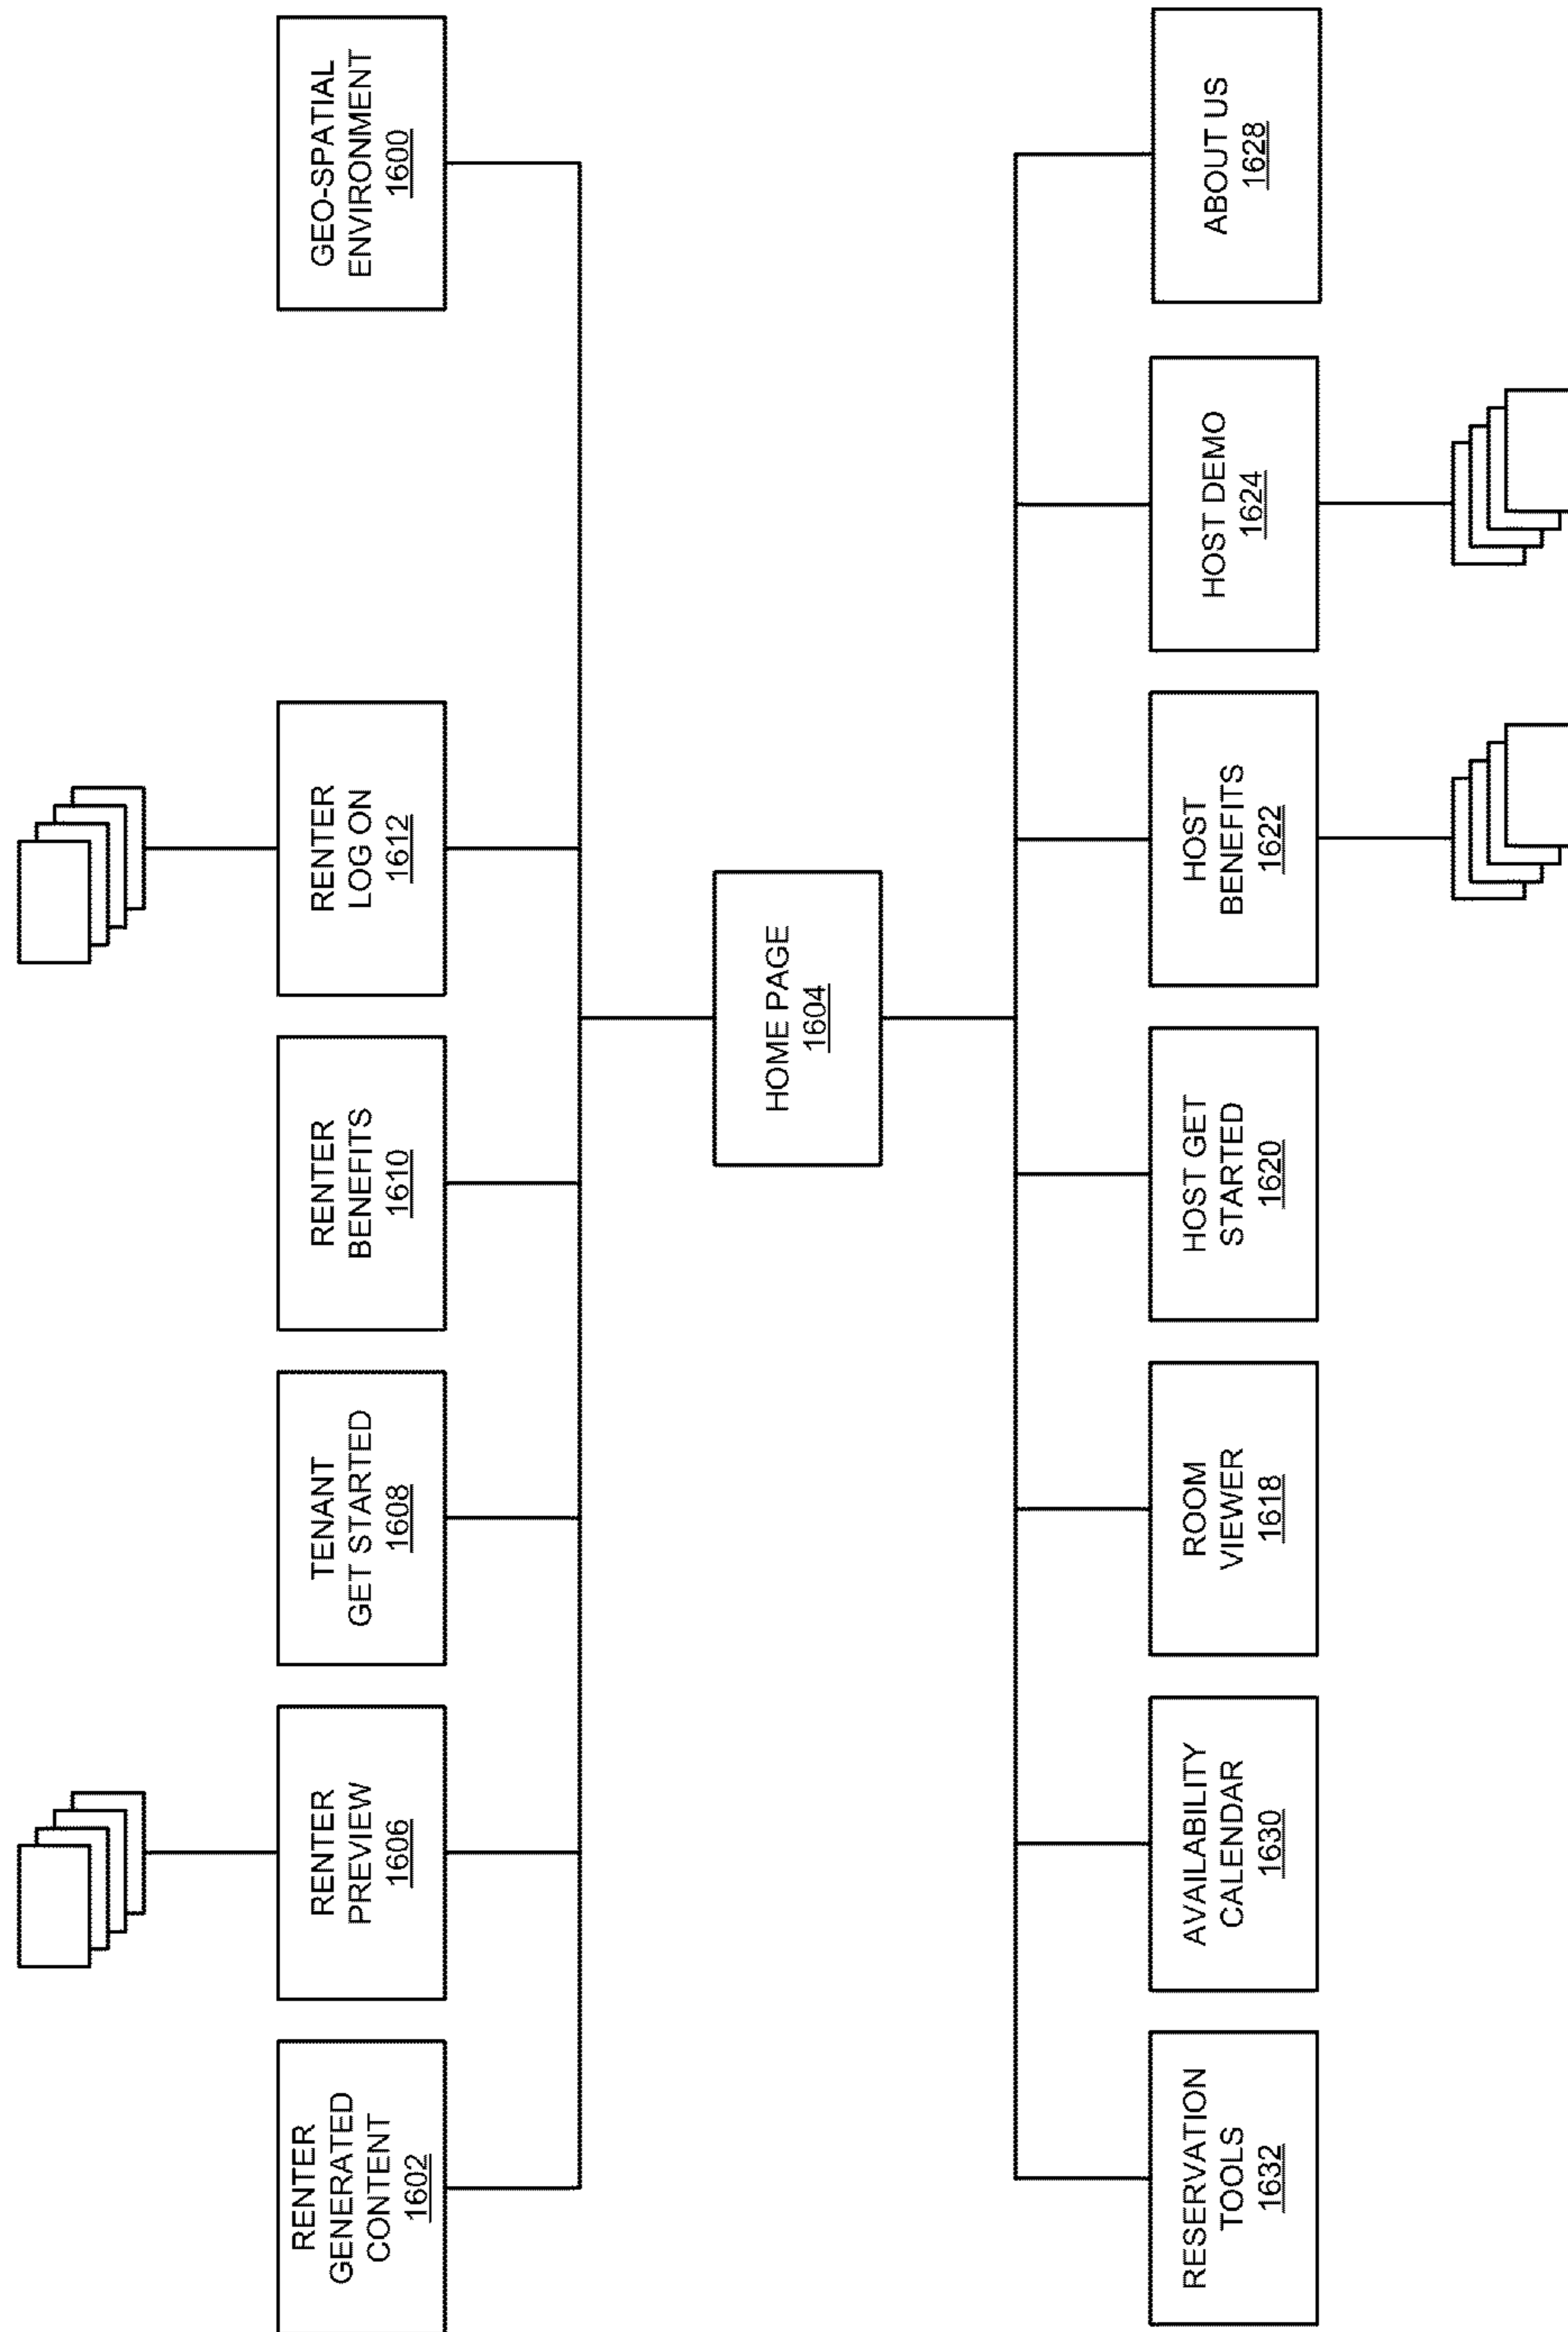 RENTER
GENERATED
CONTENT
1602
RENTER
PREVIEW
1606
TENANT
GET STARTED
1608
RENTER
BENEFITS
1610
RENTER
LOG ON
1612
GEO-SPATIAL
ENVIRONMENT
1600
HOME PAGE
1604
RESERVATION
TOOLS
1632
AVAILABILITY
CALENDAR
1630
ROOM
VIEWER
1618
HOST GET
STARTED
1620
HOST
BENEFITS
1622
HOST DEMO
1624
ABOUT US
1628